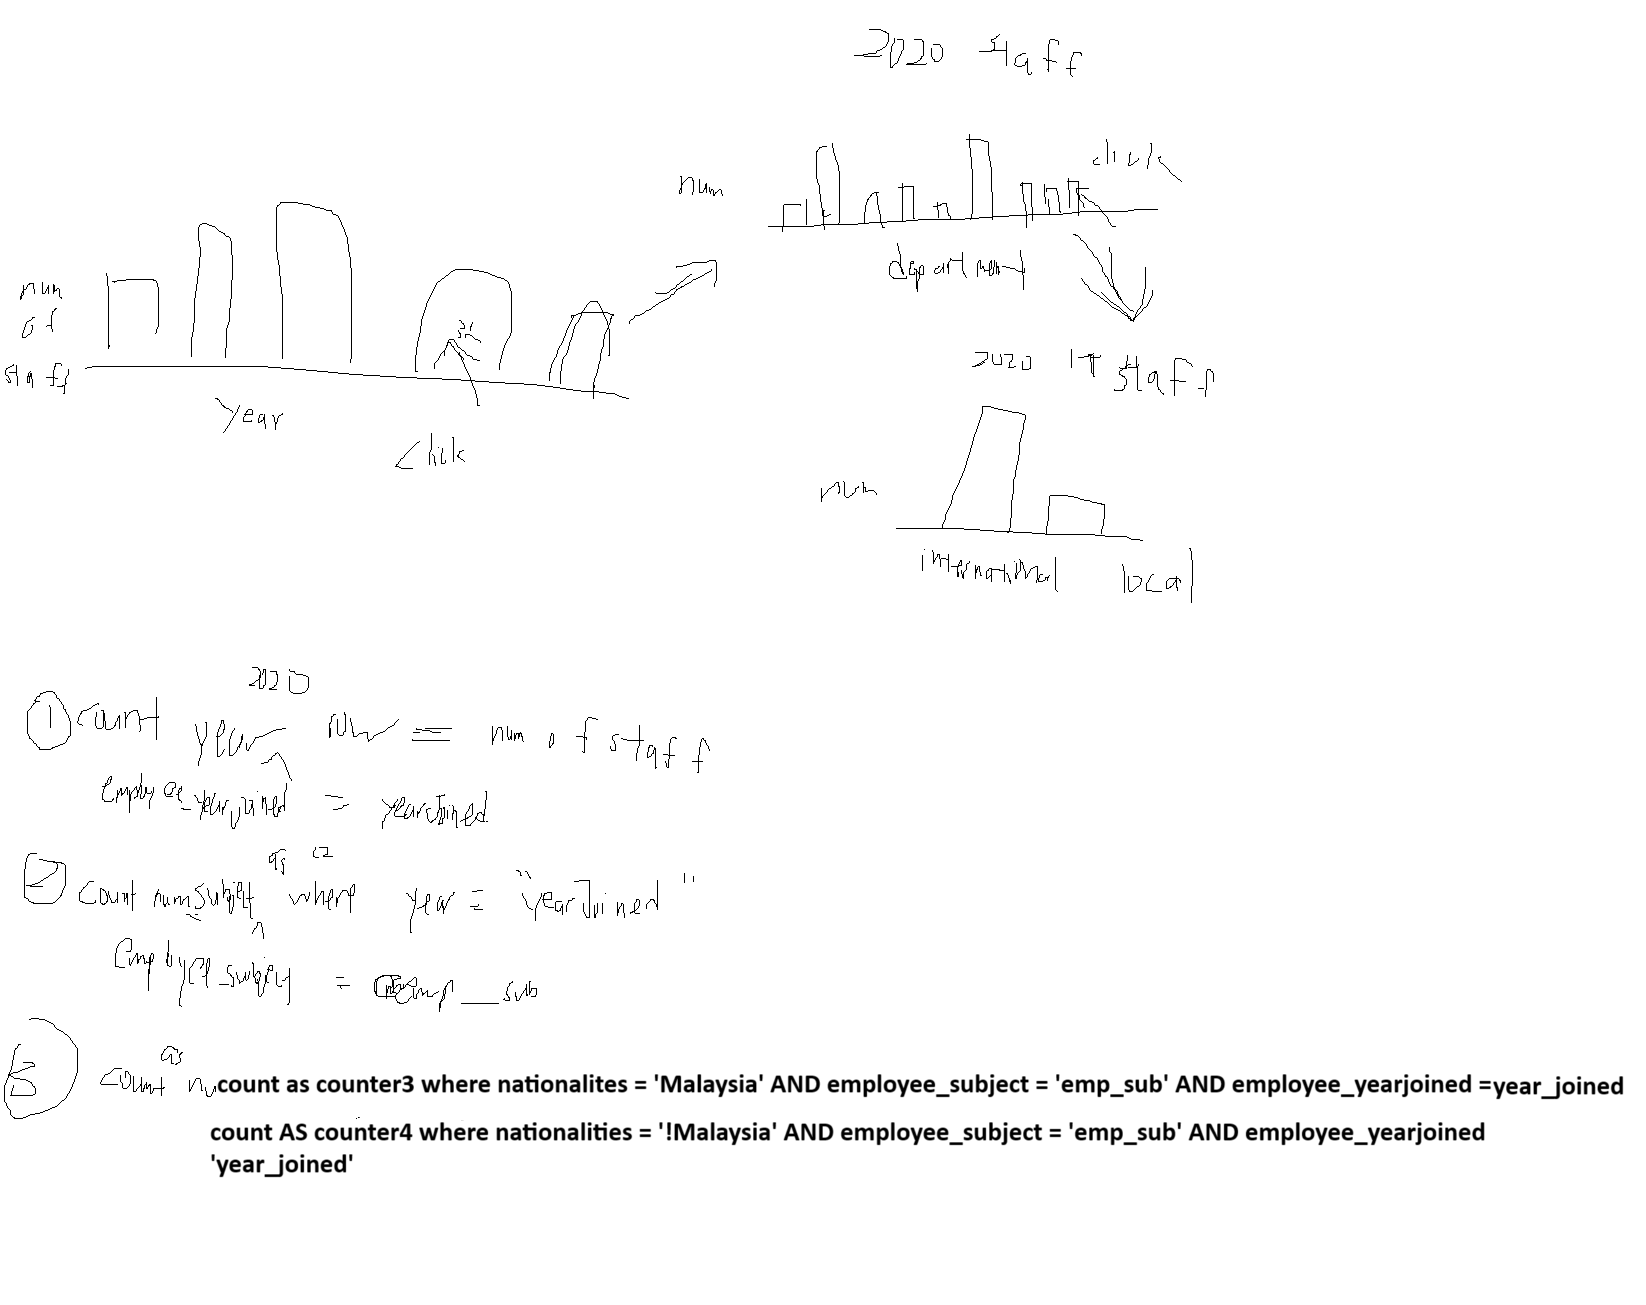 2020 staff
click
num
department
num
of
staff
year
click
2020 IT staff
num
international local
2020
① count year row = num of staff
employee_yearjoined = yearJoined
as c2
② count numsubject where year = "yearJoined"
employee_subject = emp_sub
as
3 count nu
count as counter3 where nationalites = 'Malaysia' AND employee_subject = 'emp_sub' AND employee_yearjoined =year_joined
count AS counter4 where nationalities = '!Malaysia' AND employee_subject = 'emp_sub' AND employee_yearjoined
'year_joined'